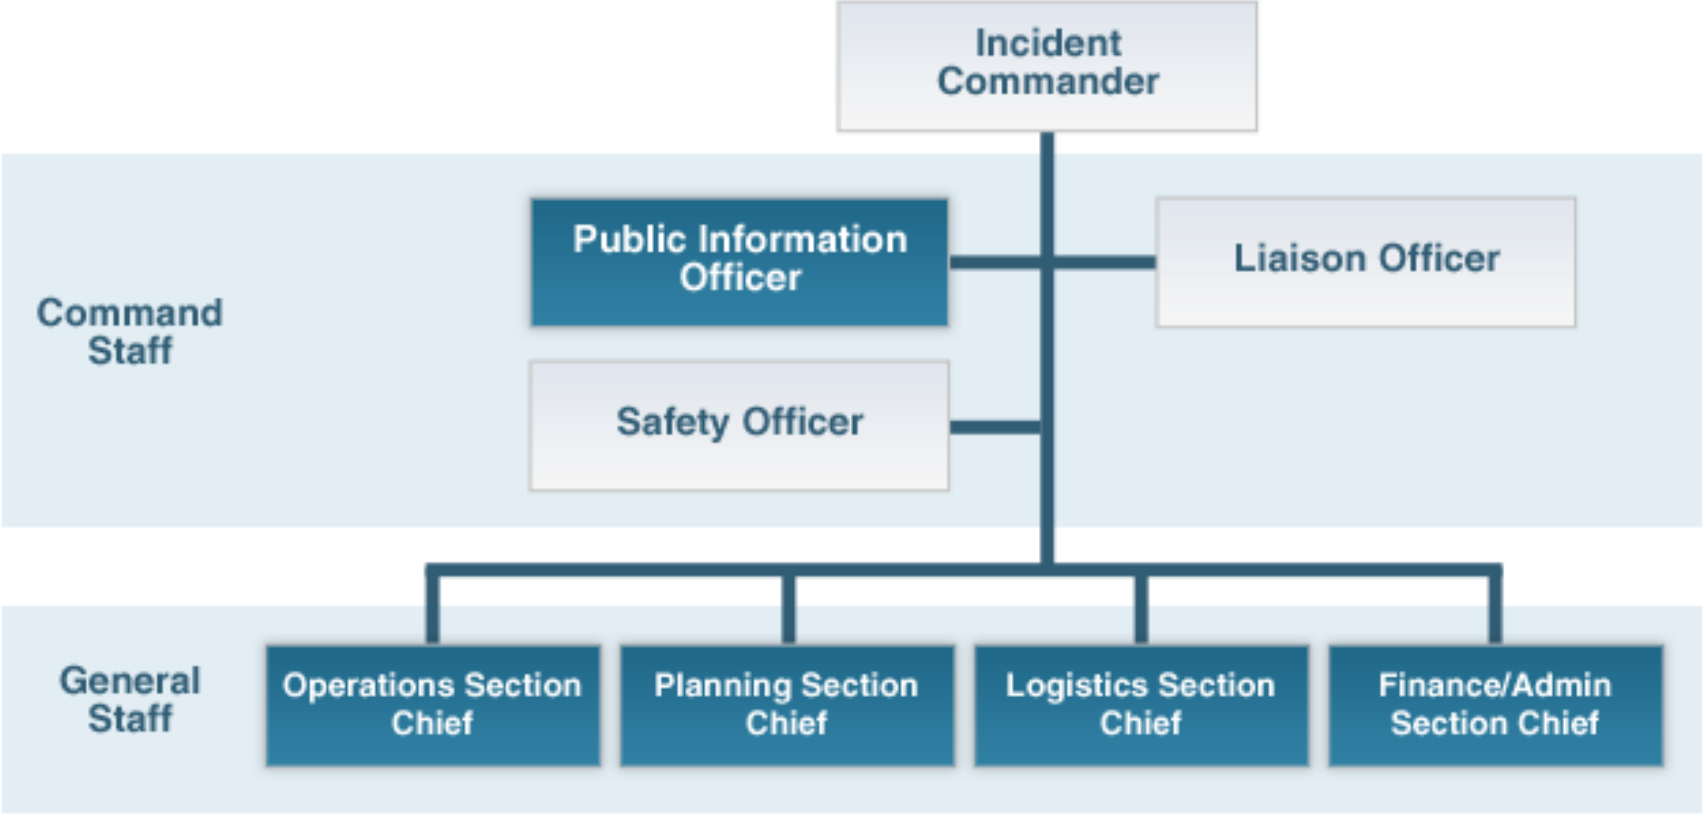 Incident
Commander
Public Information
Officer
Liaison Officer
Command
Staff
Safety Officer
General
Staff
Operations Section
Chief
Planning Section
Chief
Logistics Section
Chief
Finance/Admin
Section Chief